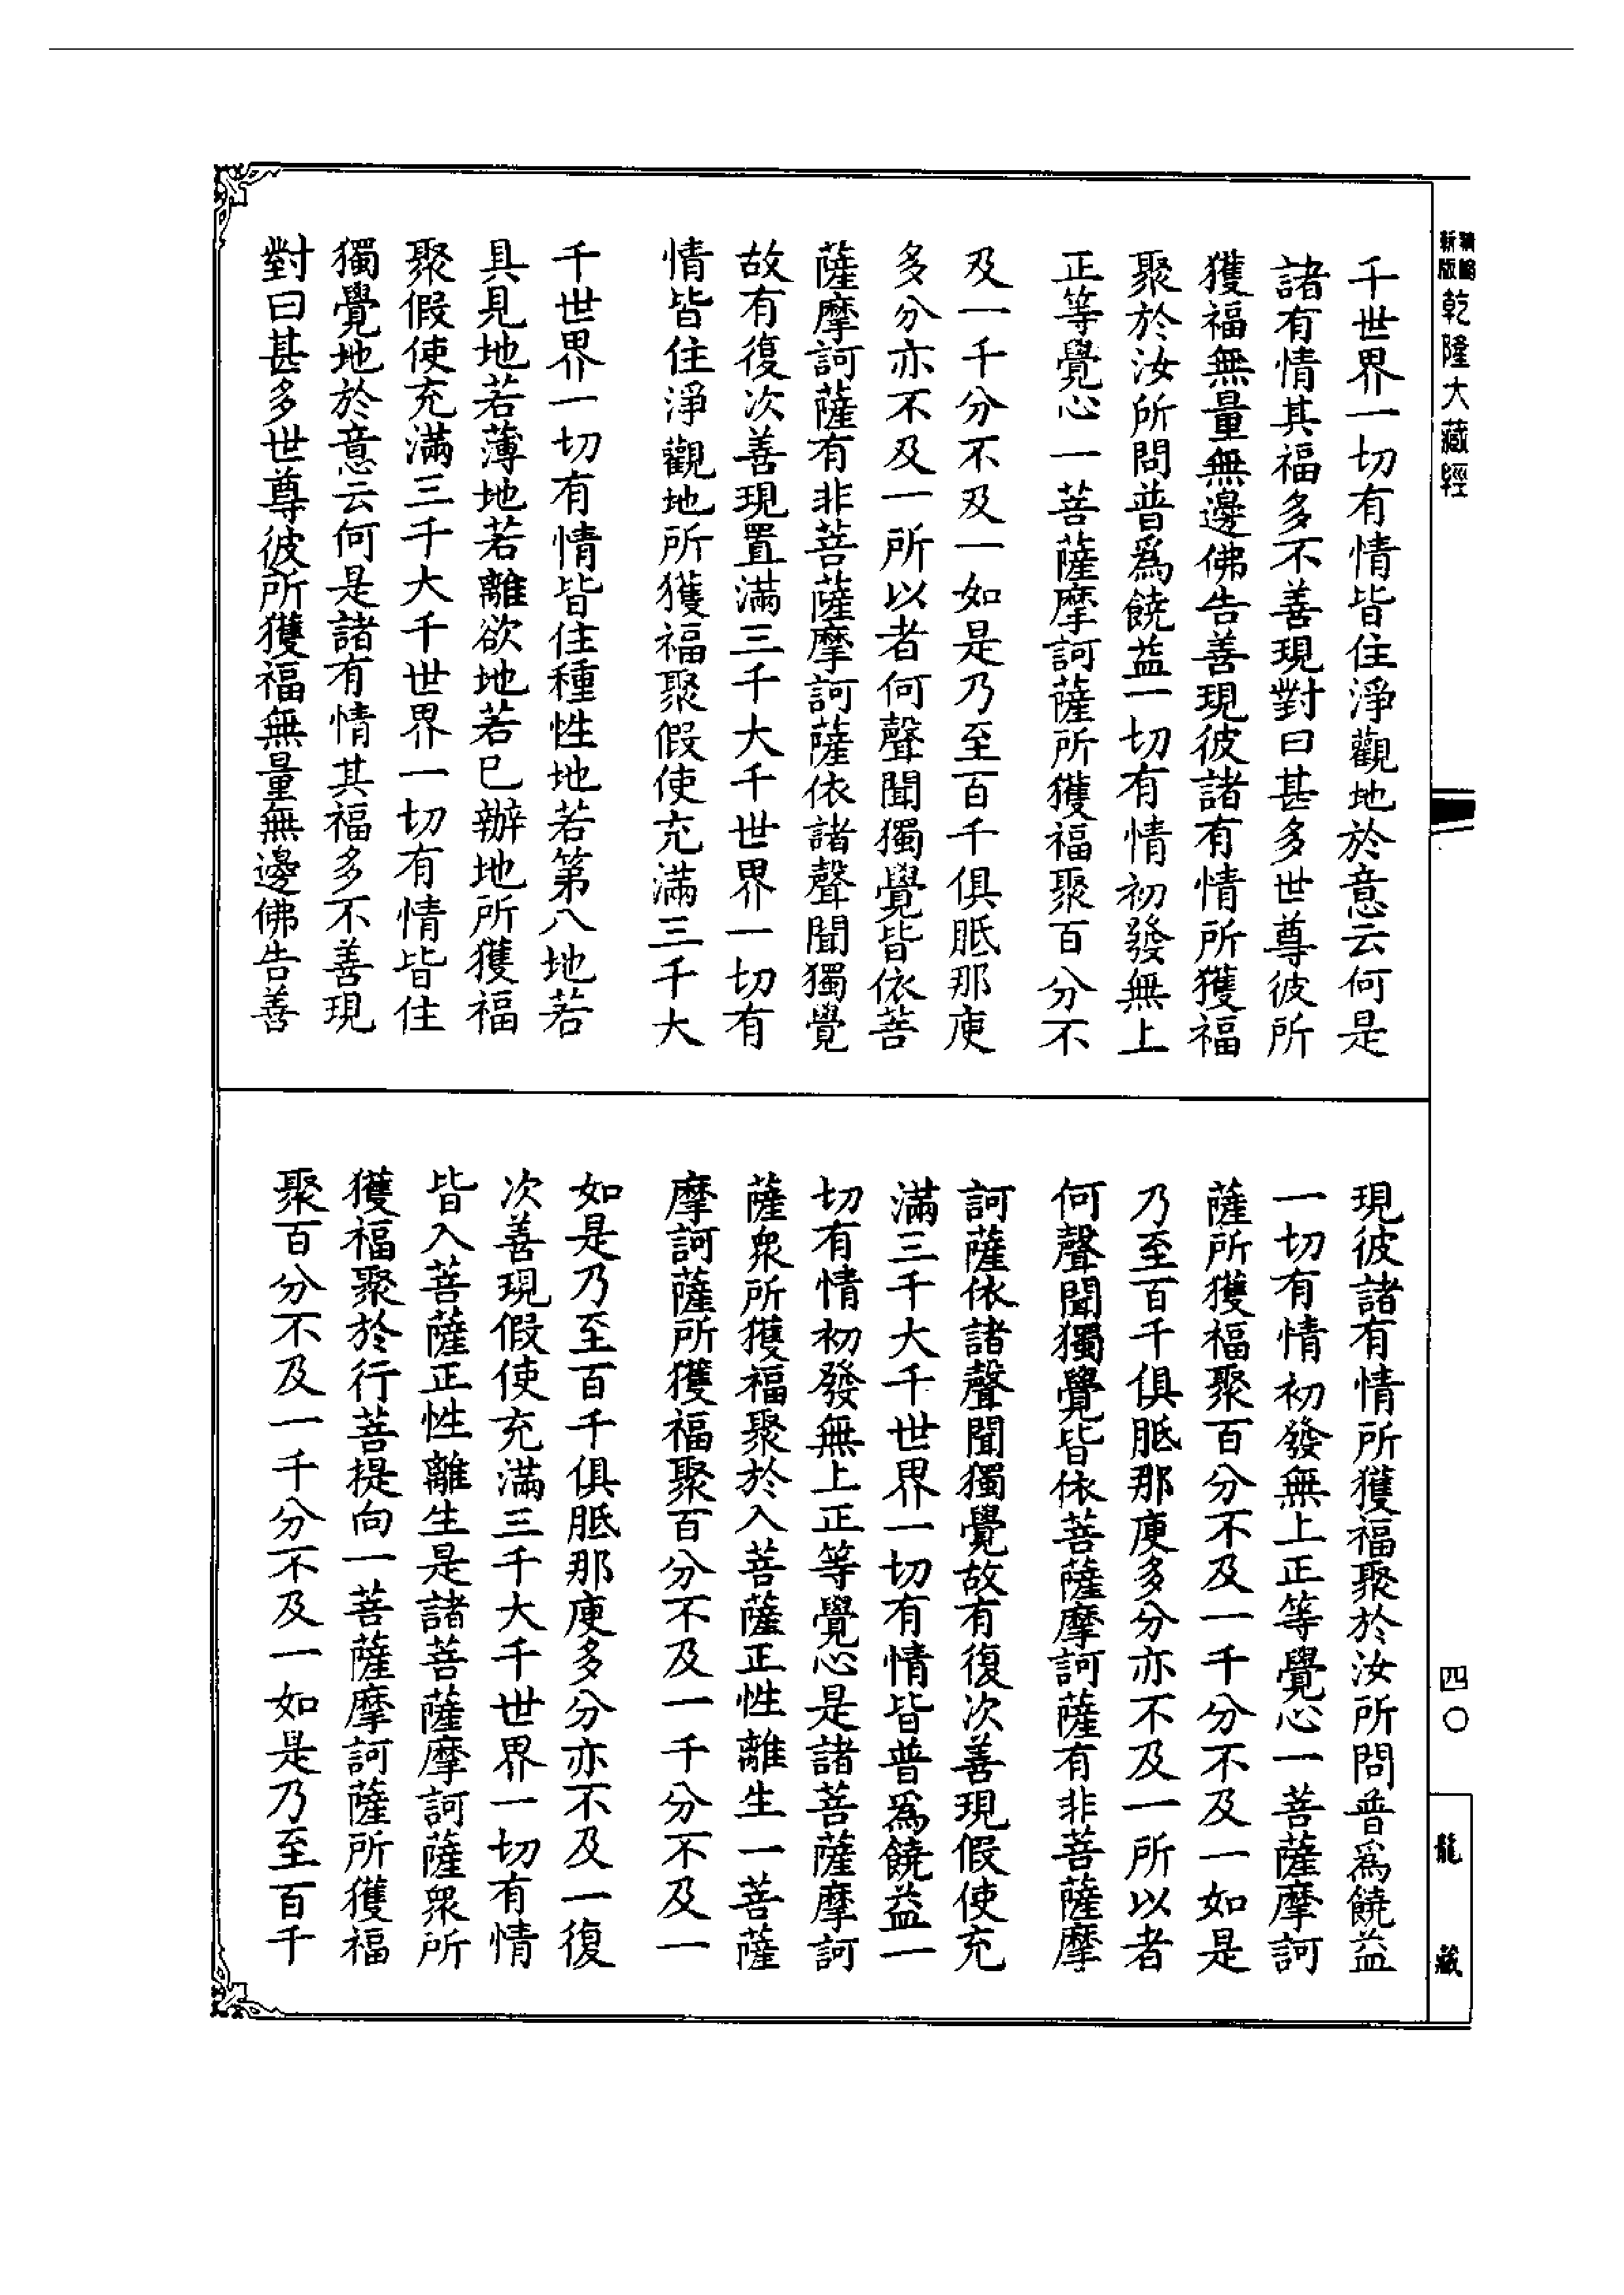 新版
乾隆大藏經
千世界一切有情皆住淨觀地於意云何是
諸有情其福多不善現對曰甚多世尊彼所
獲福無量無邊佛告善現彼諸有情所獲福
聚於汝所問普爲饒益一切有情初發無上
正等覺心一菩薩摩訶薩所獲福聚百分不
及一千分不及一如是乃至百千俱胝那庾
多分亦不及一所以者何聲聞獨覺皆依菩
薩摩訶薩有非菩薩摩訶薩依諸聲聞獨覺
故有復次善現置滿三千大千世界一切有
情皆住淨觀地所獲福聚假使充滿三千大
千世界一切有情皆住種性地若第八地若
具見地若薄地若離欲地若巳辦地所獲福
聚假使充滿三千大千世界一切有情皆住
獨覺地於意云何是諸有情其福多不善現
對曰甚多世尊彼所獲福無量無邊佛告善
現彼諸有情所獲福聚於汝所問普爲饒益
一切有情初發無上正等覺心一菩薩摩訶
薩所獲福聚百分不及一千分不及一如是
乃至百千俱胝那庾多分亦不及一所以者
何聲聞獨覺皆依菩薩摩訶薩有非菩薩摩
訶薩依諸聲聞獨覺故有復次善現假使充
滿三千大千世界一切有情皆普爲饒益一
切有情初發無上正等覺心是諸菩薩摩訶
薩衆所獲福聚於入菩薩正性離生一菩薩
摩訶薩所獲福聚百分不及一千分不及一
如是乃至百千俱胝那庾多分亦不及一復
次善現假使充滿三千大千世界一切有情
皆入菩薩正性離生是諸菩薩摩訶薩衆所
獲福聚於行菩提向一菩薩摩訶薩所獲福
聚百分不及一千分不及一如是乃至百千
四〇
龍藏